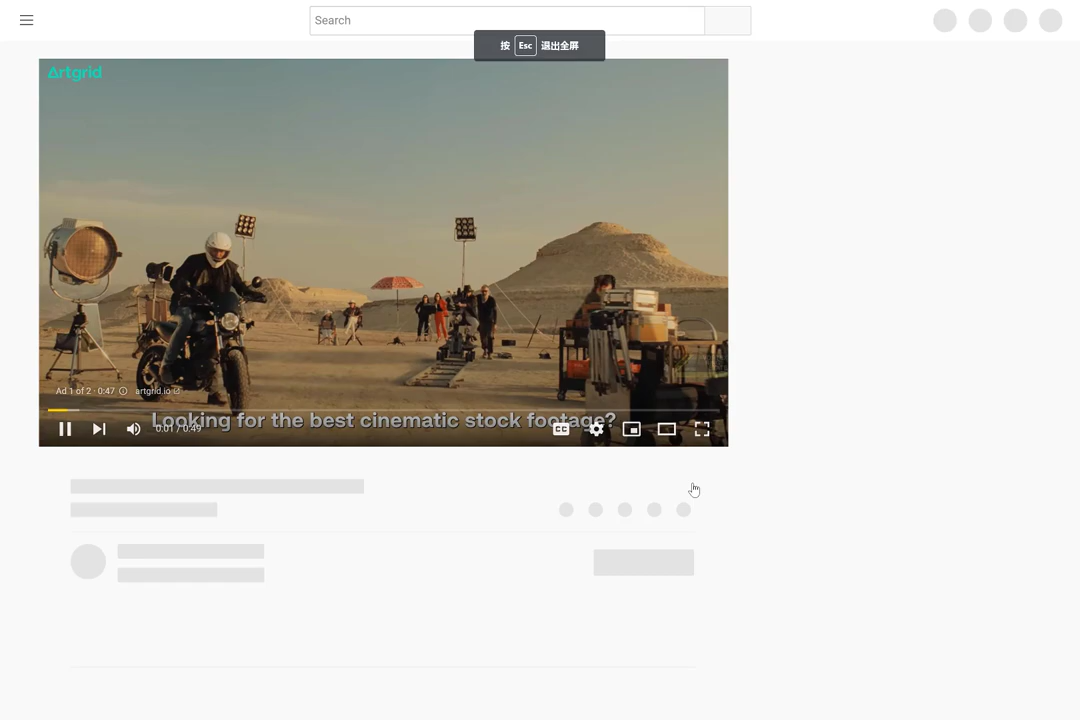 Search
按 Esc 退出全屏
Artgrid
Ad 1 of 2 · 0:47 artgrid.io
Looking for the best cinematic stock footage?
0:01 / 0:49
CC